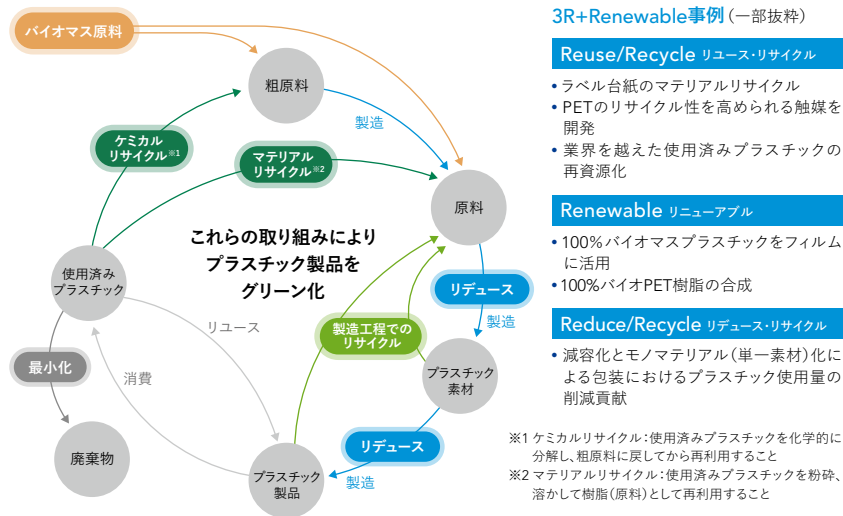 バイオマス原料
粗原料
製造
ケミカル
リサイクル※1
マテリアル
リサイクル※2
原料
これらの取り組みにより
プラスチック製品を
グリーン化
使用済み
プラスチック
リデュース
製造
リユース
製造工程での
リサイクル
最小化
消費
プラスチック
素材
廃棄物
リデュース
プラスチック
製品
製造
3R+Renewable事例(一部抜粋)
Reuse/Recycle リユース・リサイクル
• ラベル台紙のマテリアルリサイクル
• PETのリサイクル性を高められる触媒を
開発
• 業界を越えた使用済みプラスチックの
再資源化
Renewable リニューアブル
• 100%バイオマスプラスチックをフィルム
に活用
• 100%バイオPET樹脂の合成
Reduce/Recycle リデュース・リサイクル
• 減容化とモノマテリアル(単一素材)化に
よる包装におけるプラスチック使用量の
削減貢献
※1 ケミカルリサイクル:使用済みプラスチックを化学的に
分解し、粗原料に戻してから再利用すること
※2 マテリアルリサイクル:使用済みプラスチックを粉砕、
溶かして樹脂(原料)として再利用すること